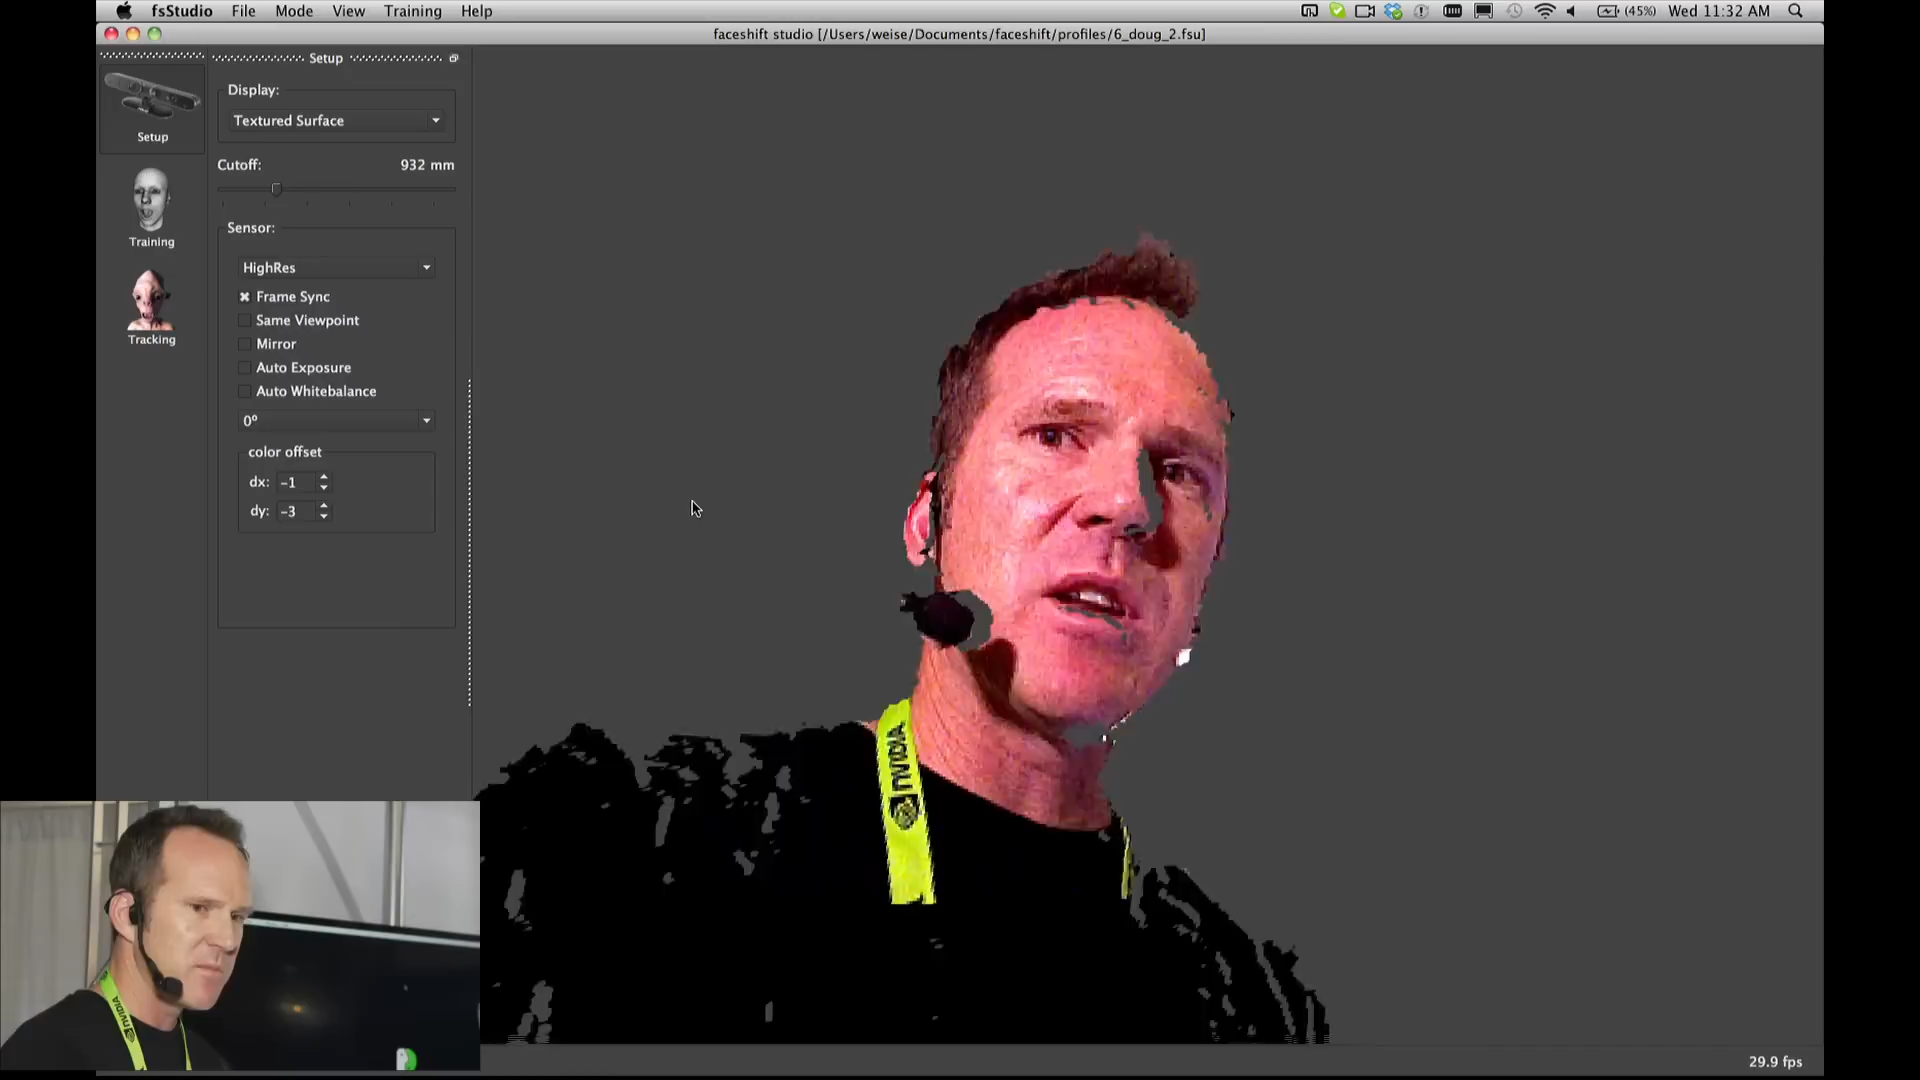 fsStudio File Mode View Training Help (45%) Wed 11:32 AM
faceshift studio [/Users/weise/Documents/faceshift/profiles/6_doug_2.fsu]
Setup
Training
Tracking
Setup
Display:
Textured Surface
Cutoff: 932 mm
Sensor:
HighRes
Frame Sync
Same Viewpoint
Mirror
Auto Exposure
Auto Whitebalance
0°
color offset
dx: -1
dy: -3
NVIDIA
NVIDIA
29.9 fps